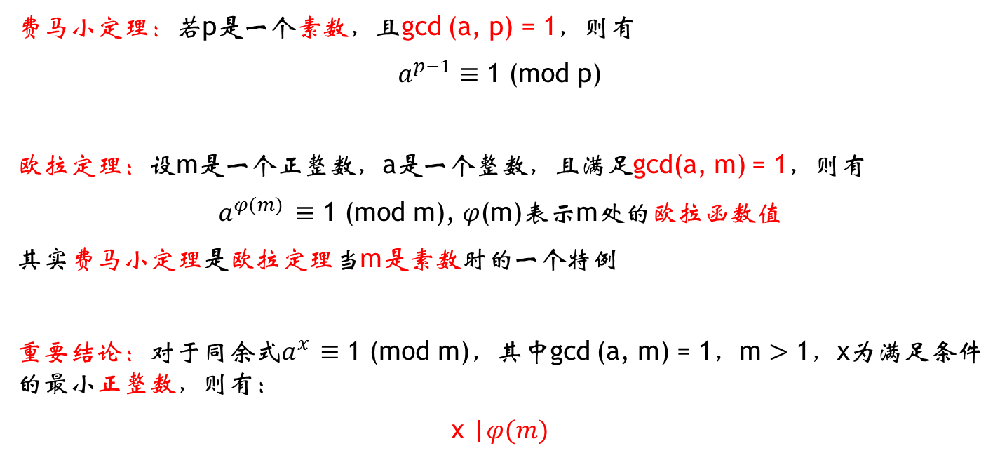 费马小定理：若p是一个素数，且gcd (a, p) = 1，则有
$a^{p-1} \equiv 1$ (mod p)
欧拉定理：设m是一个正整数，a是一个整数，且满足gcd(a, m) = 1，则有
$a^{\varphi(m)} \equiv 1$ (mod m), $\varphi$(m)表示m处的欧拉函数值
其实费马小定理是欧拉定理当m是素数时的一个特例
重要结论：对于同余式$a^x \equiv 1$ (mod m)，其中gcd (a, m) = 1，m > 1，x为满足条件
的最小正整数，则有：
x |$\varphi(m)$